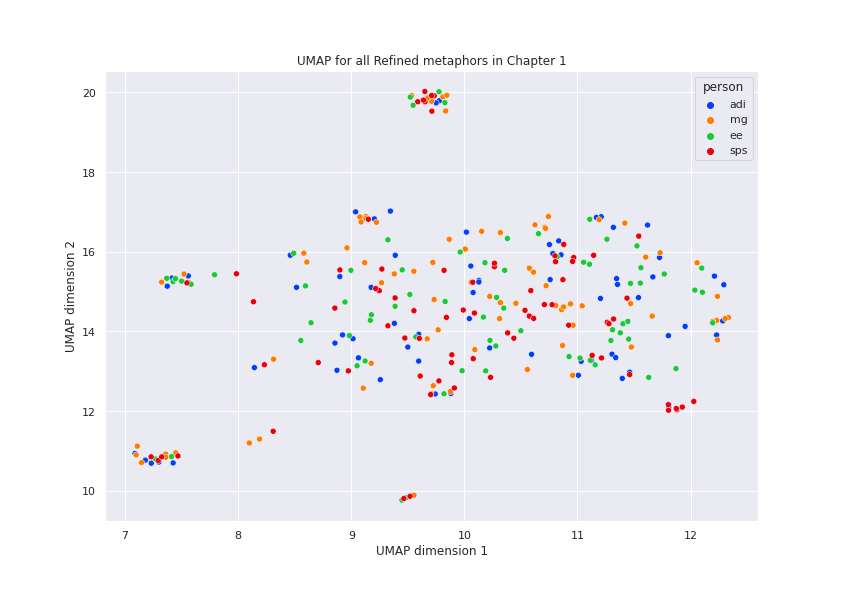 UMAP for all Refined metaphors in Chapter 1
person
adi
mg
ee
sps
20
18
16
14
12
10
UMAP dimension 2
7
8
9
10
11
12
UMAP dimension 1